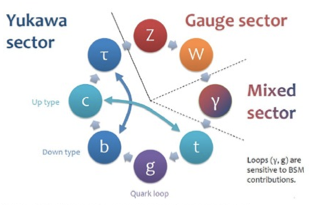 Yukawa
sector
Gauge sector
Mixed
sector
Z
W
γ
t
g
b
c
τ
Up type
Down type
Quark loop
Loops (γ, g) are
sensitive to BSM
contributions.